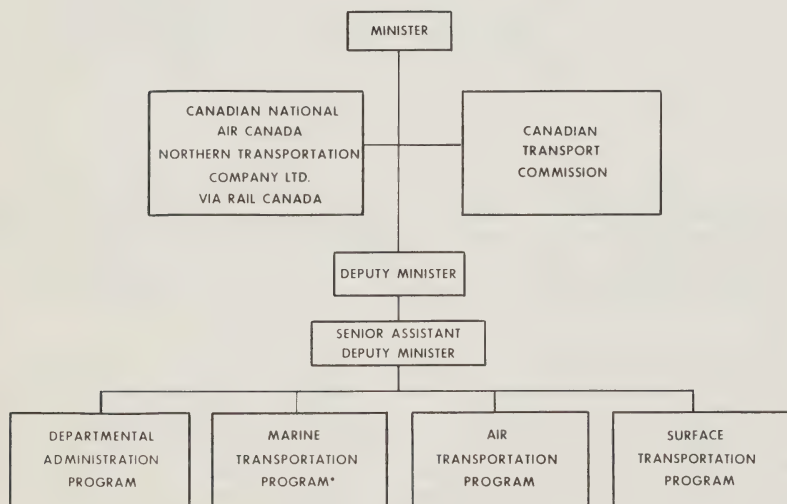 MINISTER
CANADIAN NATIONAL
AIR CANADA
NORTHERN TRANSPORTATION
COMPANY LTD.
VIA RAIL CANADA
CANADIAN
TRANSPORT
COMMISSION
DEPUTY MINISTER
SENIOR ASSISTANT
DEPUTY MINISTER
DEPARTMENTAL
ADMINISTRATION
PROGRAM
MARINE
TRANSPORTATION
PROGRAM*
AIR
TRANSPORTATION
PROGRAM
SURFACE
TRANSPORTATION
PROGRAM